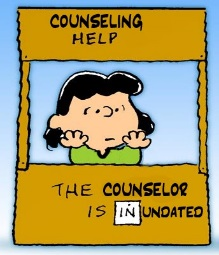 COUNSELING
HELP
THE COUNSELOR
IS IN UNDATED